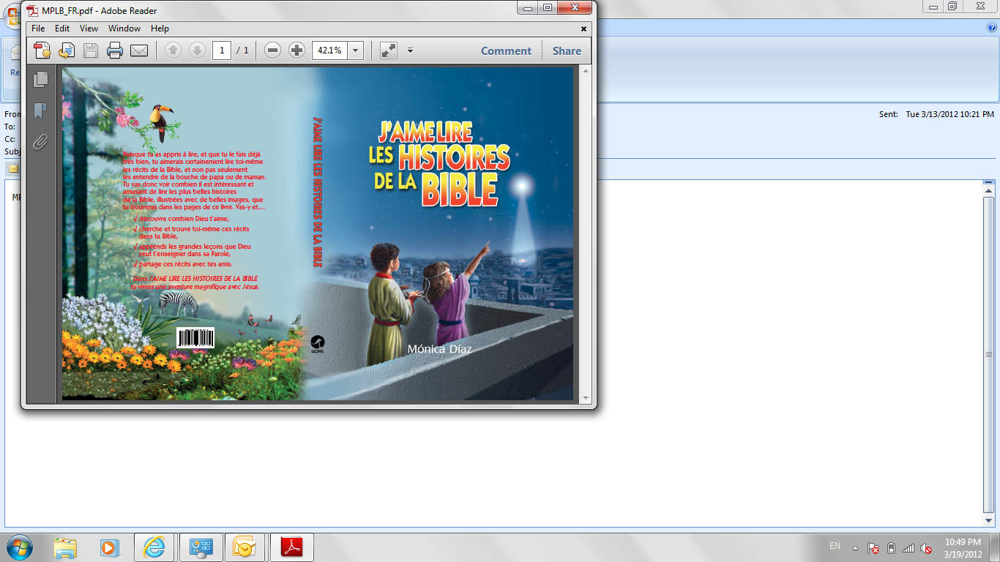 MPLB_FR.pdf - Adobe Reader
File Edit View Window Help
1 / 1
42.1%
Comment Share
Puisque tu as appris à lire, et que tu le fais déjà
très bien, tu aimerais certainement lire toi-même
les récits de la Bible, et non pas seulement
les entendre de la bouche de papa ou de maman.
Tu vas donc voir combien il est intéressant et
amusant de lire les plus belles histoires
de la Bible, illustrées avec de belles images, que
tu trouveras dans les pages de ce livre. Vas-y et....
√ découvre combien Dieu t'aime,
√ cherche et trouve toi-même ces récits
dans ta Bible,
√ apprends les grandes leçons que Dieu
veut t'enseigner dans sa Parole,
√ partage ces récits avec tes amis.
Dans J'AIME LIRE LES HISTOIRES DE LA BIBLE
tu vivras une aventure magnifique avec Jésus.
J'AIME LIRE LES HISTOIRES DE LA BIBLE
IADPA
J'AIME LIRE
LES HISTOIRES
DE LA BIBLE
Mónica Díaz
Re
From
To:
Cc:
Subj
Sent: Tue 3/13/2012 10:21 PM
MP
EN
10:49 PM
3/19/2012